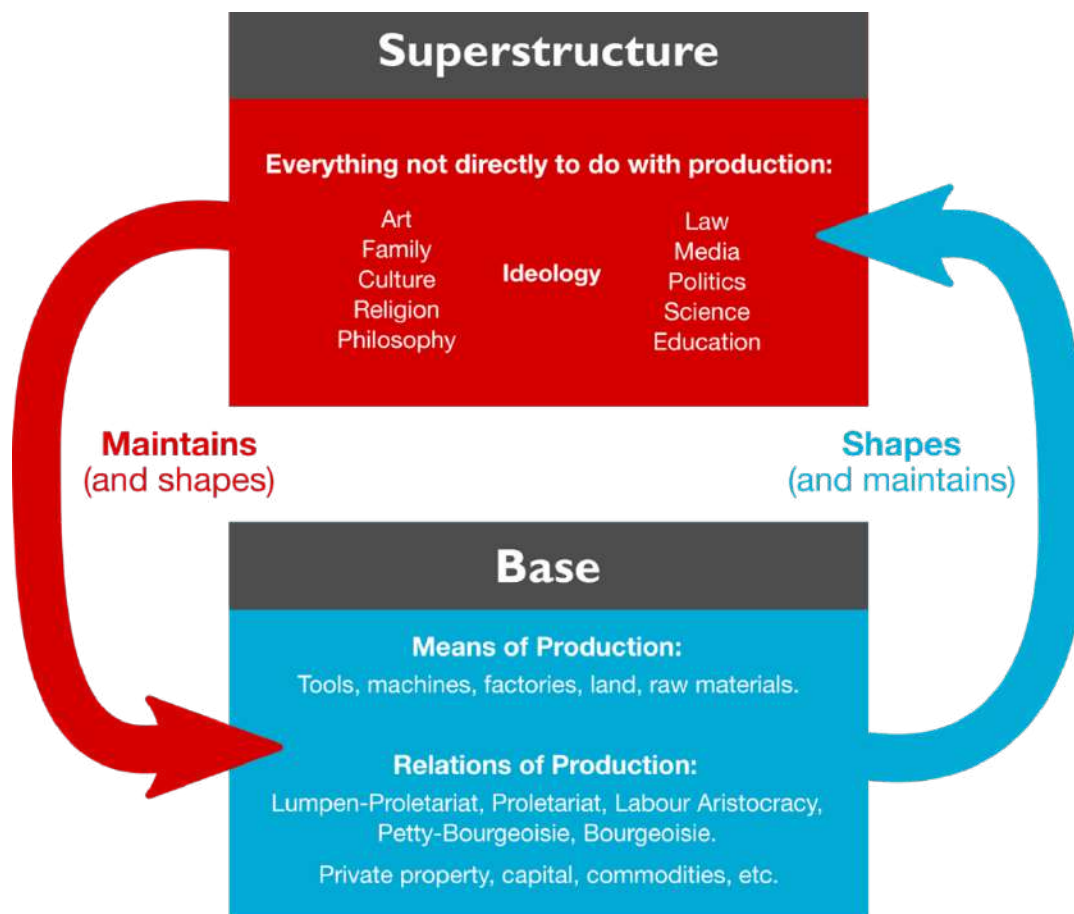 Superstructure
Everything not directly to do with production:
Art
Family
Culture
Religion
Philosophy
Ideology
Law
Media
Politics
Science
Education
Maintains
(and shapes)
Shapes
(and maintains)
Base
Means of Production:
Tools, machines, factories, land, raw materials.
Relations of Production:
Lumpen-Proletariat, Proletariat, Labour Aristocracy,
Petty-Bourgeoisie, Bourgeoisie.
Private property, capital, commodities, etc.